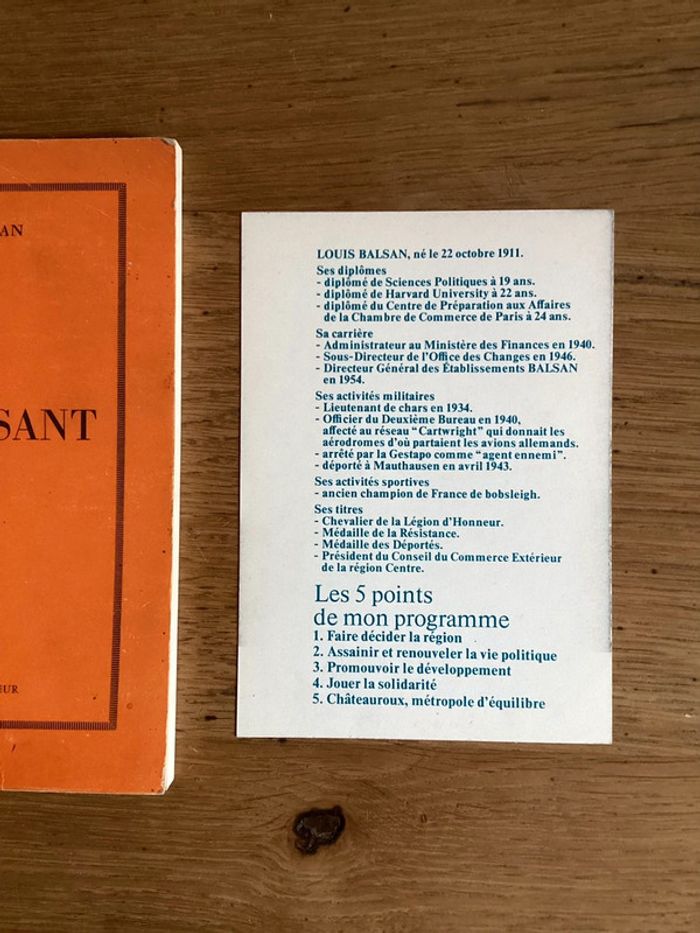 AN
SANT
EUR
LOUIS BALSAN, né le 22 octobre 1911.
Ses diplômes
- diplômé de Sciences Politiques à 19 ans.
- diplômé de Harvard University à 22 ans.
- diplômé du Centre de Préparation aux Affaires
de la Chambre de Commerce de Paris à 24 ans.
Sa carrière
- Administrateur au Ministère des Finances en 1940.
- Sous-Directeur de l'Office des Changes en 1946.
- Directeur Général des Établissements BALSAN
en 1954.
Ses activités militaires
- Lieutenant de chars en 1934.
- Officier du Deuxième Bureau en 1940,
affecté au réseau "Cartwright" qui donnait les
aérodromes d'où partaient les avions allemands.
- arrêté par la Gestapo comme "agent ennemi".
- déporté à Mauthausen en avril 1943.
Ses activités sportives
- ancien champion de France de bobsleigh.
Ses titres
- Chevalier de la Légion d'Honneur.
- Médaille de la Résistance.
- Médaille des Déportés.
- Président du Conseil du Commerce Extérieur
de la région Centre.
Les 5 points
de mon programme
1. Faire décider la région
2. Assainir et renouveler la vie politique
3. Promouvoir le développement
4. Jouer la solidarité
5. Châteauroux, métropole d'équilibre